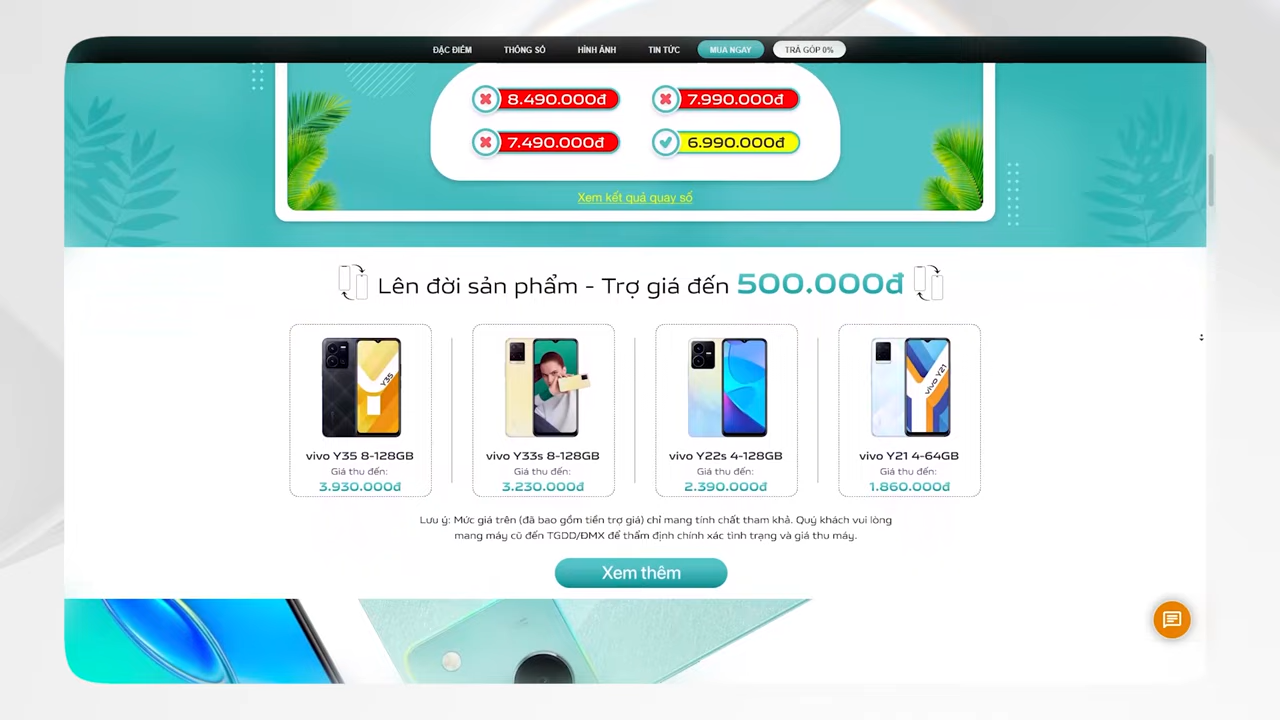 ĐẶC ĐIỂM THÔNG SỐ HÌNH ẢNH TIN TỨC MUA NGAY TRẢ GÓP 0%
8.490.000đ 7.990.000đ
7.490.000đ 6.990.000đ
Xem kết quả quay số
Lên đời sản phẩm - Trợ giá đến 500.000đ
Y35
vivo Y21
vivo Y35 8-128GB
Giá thu đến:
3.930.000đ
vivo Y33s 8-128GB
Giá thu đến:
3.230.000đ
vivo Y22s 4-128GB
Giá thu đến:
2.390.000đ
vivo Y21 4-64GB
Giá thu đến:
1.860.000đ
Lưu ý: Mức giá trên (đã bao gồm tiền trợ giá) chỉ mang tính chất tham khả. Quý khách vui lòng
mang máy cũ đến TGDD/ĐMX để thẩm định chính xác tình trạng và giá thu máy.
Xem thêm